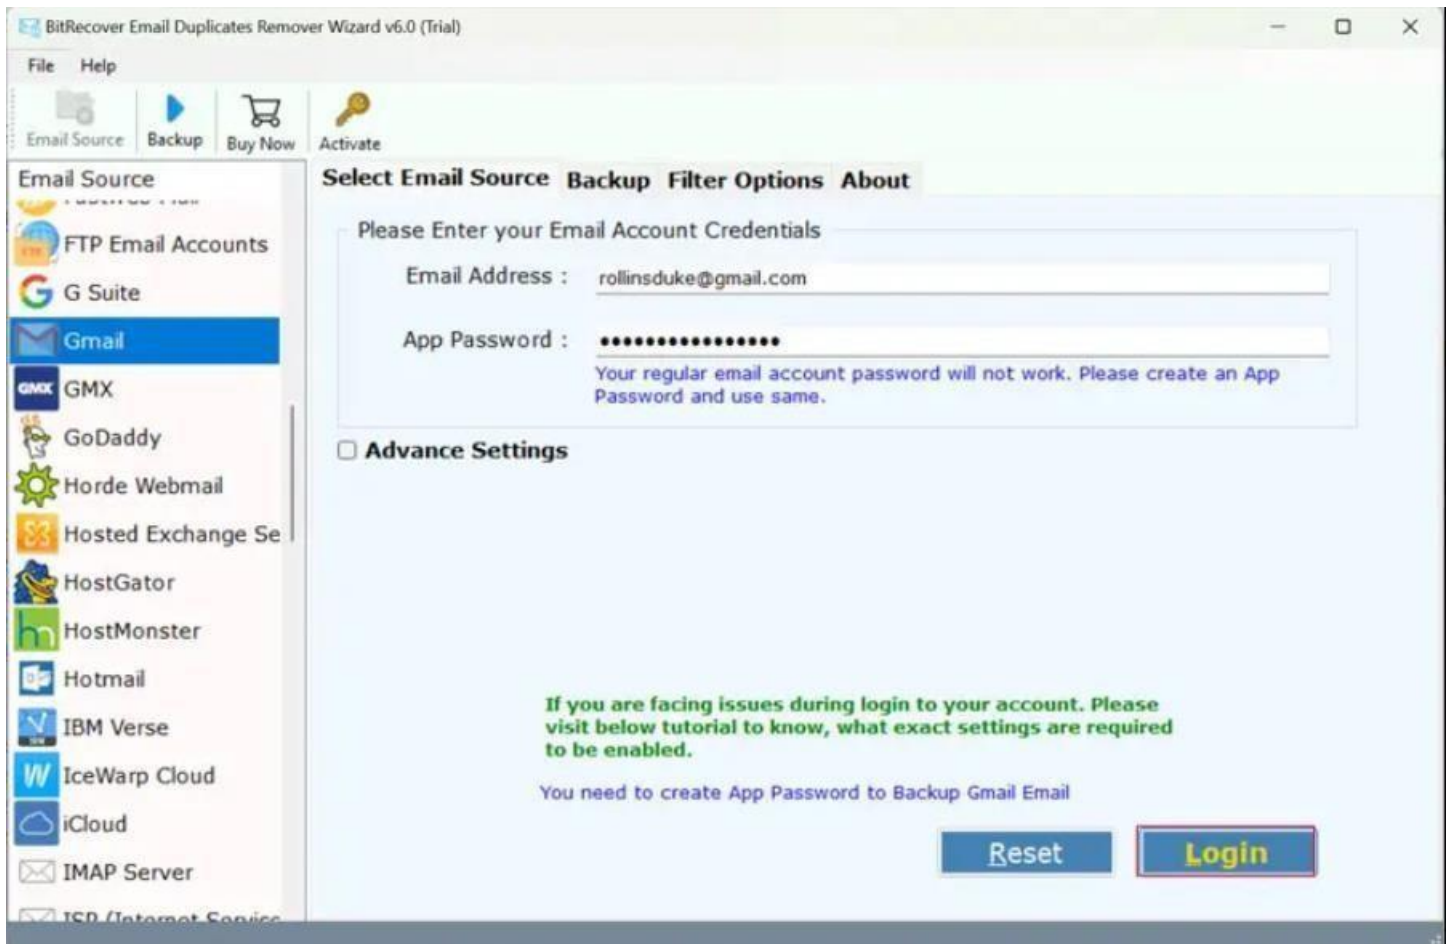 BitRecover Email Duplicates Remover Wizard v6.0 (Trial)
File Help
Email Source Backup Buy Now Activate
Email Source
FTP Email Accounts
G Suite
Gmail
GMX
GMX
GoDaddy
Horde Webmail
Hosted Exchange Se
HostGator
HostMonster
Hotmail
IBM Verse
IceWarp Cloud
iCloud
IMAP Server
ISP (Internet Service
Select Email Source Backup Filter Options About
Please Enter your Email Account Credentials
Email Address : rollinsduke@gmail.com
App Password : ••••••••••••••••
Your regular email account password will not work. Please create an App
Password and use same.
Advance Settings
If you are facing issues during login to your account. Please
visit below tutorial to know, what exact settings are required
to be enabled.
You need to create App Password to Backup Gmail Email
Reset Login